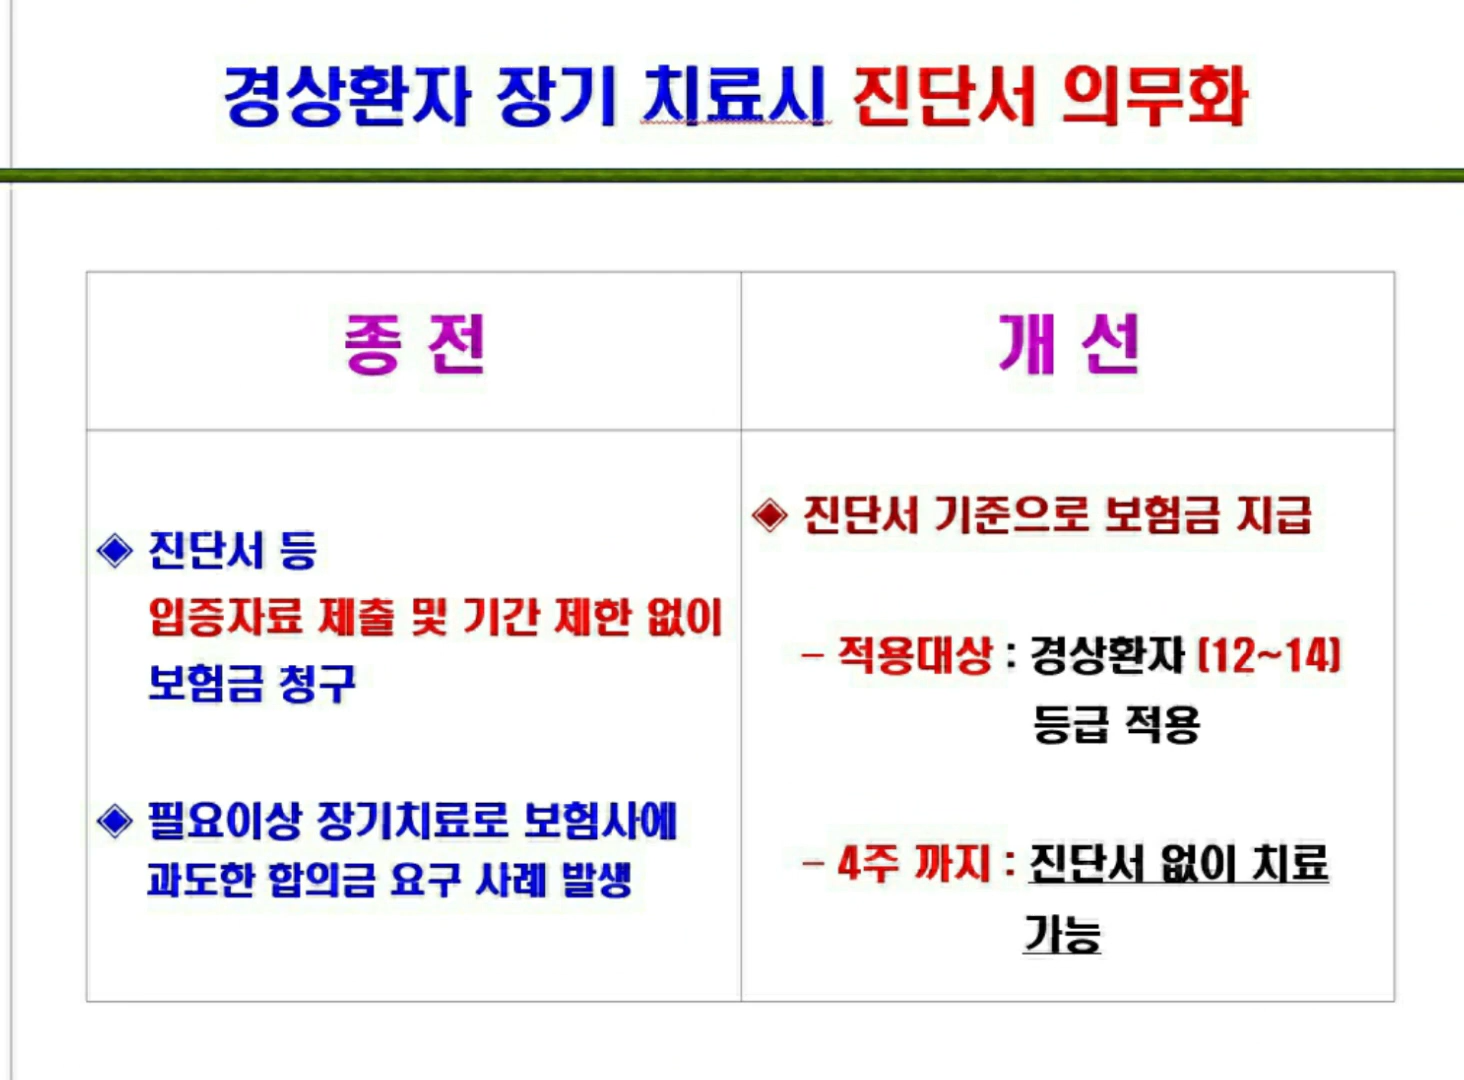 경상환자 장기 치료시 진단서 의무화
종 전
개 선
◈ 진단서 등
입증자료 제출 및 기간 제한 없이
보험금 청구
◈ 필요이상 장기치료로 보험사에
과도한 합의금 요구 사례 발생
◈ 진단서 기준으로 보험금 지급
– 적용대상 : 경상환자 (12~14)
등급 적용
– 4주 까지 : 진단서 없이 치료
가능